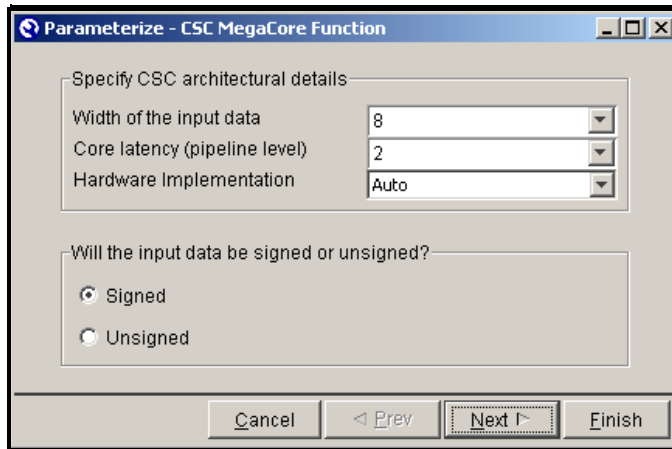 Parameterize - CSC MegaCore Function
Specify CSC architectural details
Width of the input data 8
Core latency (pipeline level) 2
Hardware Implementation Auto
Will the input data be signed or unsigned?
Signed
Unsigned
Cancel Prev Next Finish